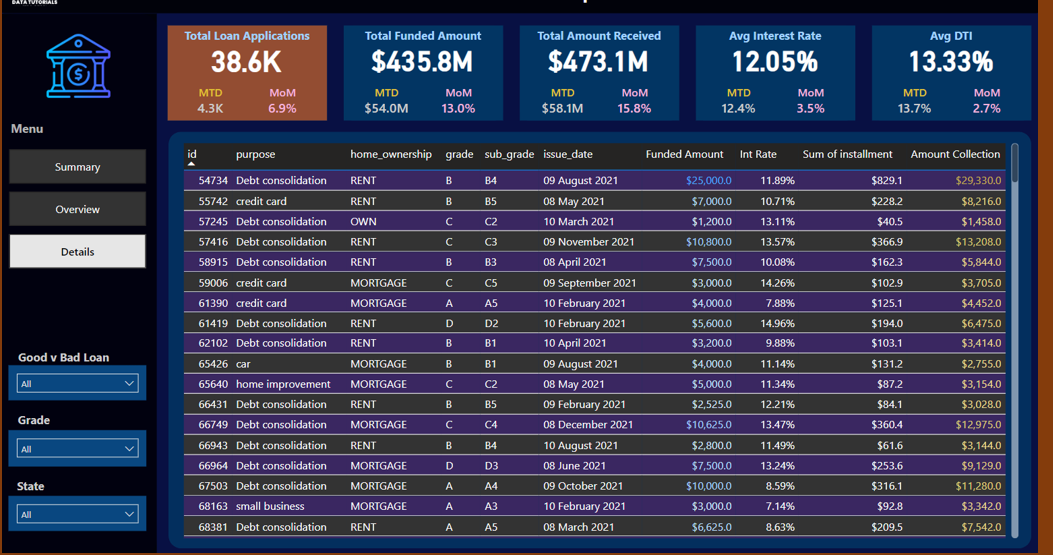 DATA TUTORIALS
Total Loan Applications
38.6K
MTD MoM
4.3K 6.9%
Total Funded Amount
$435.8M
MTD MoM
$54.0M 13.0%
Total Amount Received
$473.1M
MTD MoM
$58.1M 15.8%
Avg Interest Rate
12.05%
MTD MoM
12.4% 3.5%
Avg DTI
13.33%
MTD MoM
13.7% 2.7%
Menu
Summary
Overview
Details
Good v Bad Loan
All
Grade
All
State
All
id purpose home_ownership grade sub_grade issue_date Funded Amount Int Rate Sum of installment Amount Collection
54734 Debt consolidation RENT B B4 09 August 2021 $25,000.0 11.89% $829.1 $29,330.0
55742 credit card RENT B B5 08 May 2021 $7,000.0 10.71% $228.2 $8,216.0
57245 Debt consolidation OWN C C2 10 March 2021 $1,200.0 13.11% $40.5 $1,458.0
57416 Debt consolidation RENT C C3 09 November 2021 $10,800.0 13.57% $366.9 $13,208.0
58915 Debt consolidation RENT B B3 08 April 2021 $7,500.0 10.08% $162.3 $5,844.0
59006 credit card MORTGAGE C C5 09 September 2021 $3,000.0 14.26% $102.9 $3,705.0
61390 credit card MORTGAGE A A5 10 February 2021 $4,000.0 7.88% $125.1 $4,452.0
61419 Debt consolidation RENT D D2 10 February 2021 $5,600.0 14.96% $194.0 $6,475.0
62102 Debt consolidation RENT B B1 10 April 2021 $3,200.0 9.88% $103.1 $3,414.0
65426 car MORTGAGE B B1 09 August 2021 $4,000.0 11.14% $131.2 $2,755.0
65640 home improvement MORTGAGE C C2 08 May 2021 $5,000.0 11.34% $87.2 $3,154.0
66431 Debt consolidation RENT B B5 09 February 2021 $2,525.0 12.21% $84.1 $3,028.0
66749 Debt consolidation MORTGAGE C C4 08 December 2021 $10,625.0 13.47% $360.4 $12,975.0
66943 Debt consolidation RENT B B4 10 August 2021 $2,800.0 11.49% $61.6 $3,144.0
66964 Debt consolidation MORTGAGE D D3 08 June 2021 $7,500.0 13.24% $253.6 $9,129.0
67503 Debt consolidation MORTGAGE A A4 09 October 2021 $10,000.0 8.59% $316.1 $11,280.0
68163 small business MORTGAGE A A3 10 February 2021 $3,000.0 7.14% $92.8 $3,342.0
68381 Debt consolidation RENT A A5 08 March 2021 $6,625.0 8.63% $209.5 $7,542.0